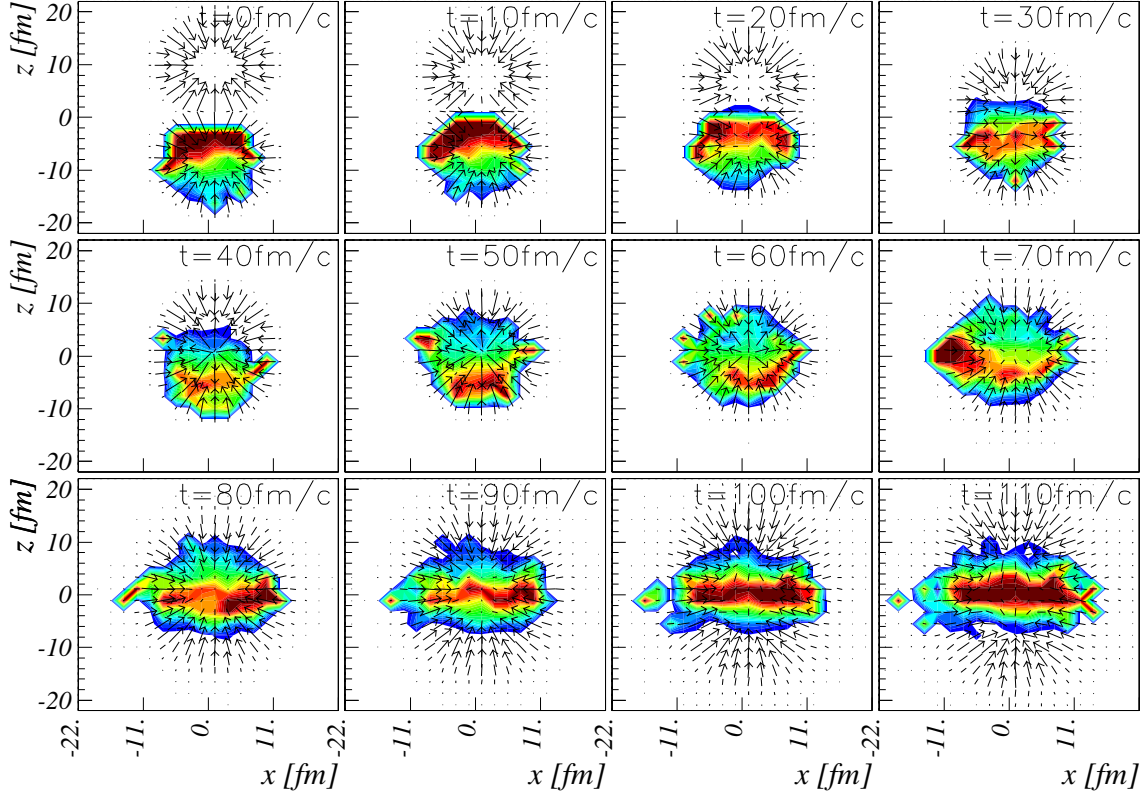 t=0fm/c t=10fm/c t=20fm/c t=30fm/c
z [fm]
20
10
0
-10
-20
t=40fm/c t=50fm/c t=60fm/c t=70fm/c
z [fm]
20
10
0
-10
-20
t=80fm/c t=90fm/c t=100fm/c t=110fm/c
z [fm]
20
10
0
-10
-20
-22. -11. 0. 11. -22. -11. 0. 11. -22. -11. 0. 11. -22. -11. 0. 11. 22.
x [fm] x [fm] x [fm] x [fm]